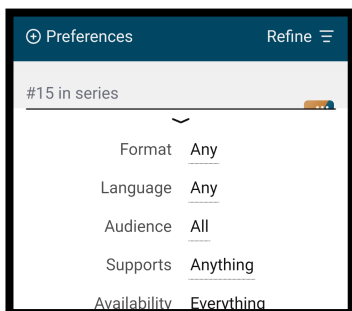 Preferences Refine
#15 in series
Format Any
Language Any
Audience All
Supports Anything
Availability Everything